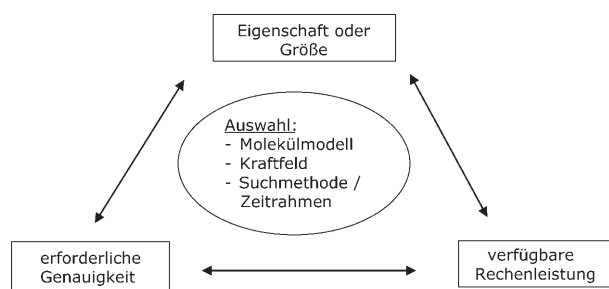 Eigenschaft oder
Größe
Auswahl:
- Molekülmodell
- Kraftfeld
- Suchmethode /
Zeitrahmen
erforderliche
Genauigkeit
verfügbare
Rechenleistung